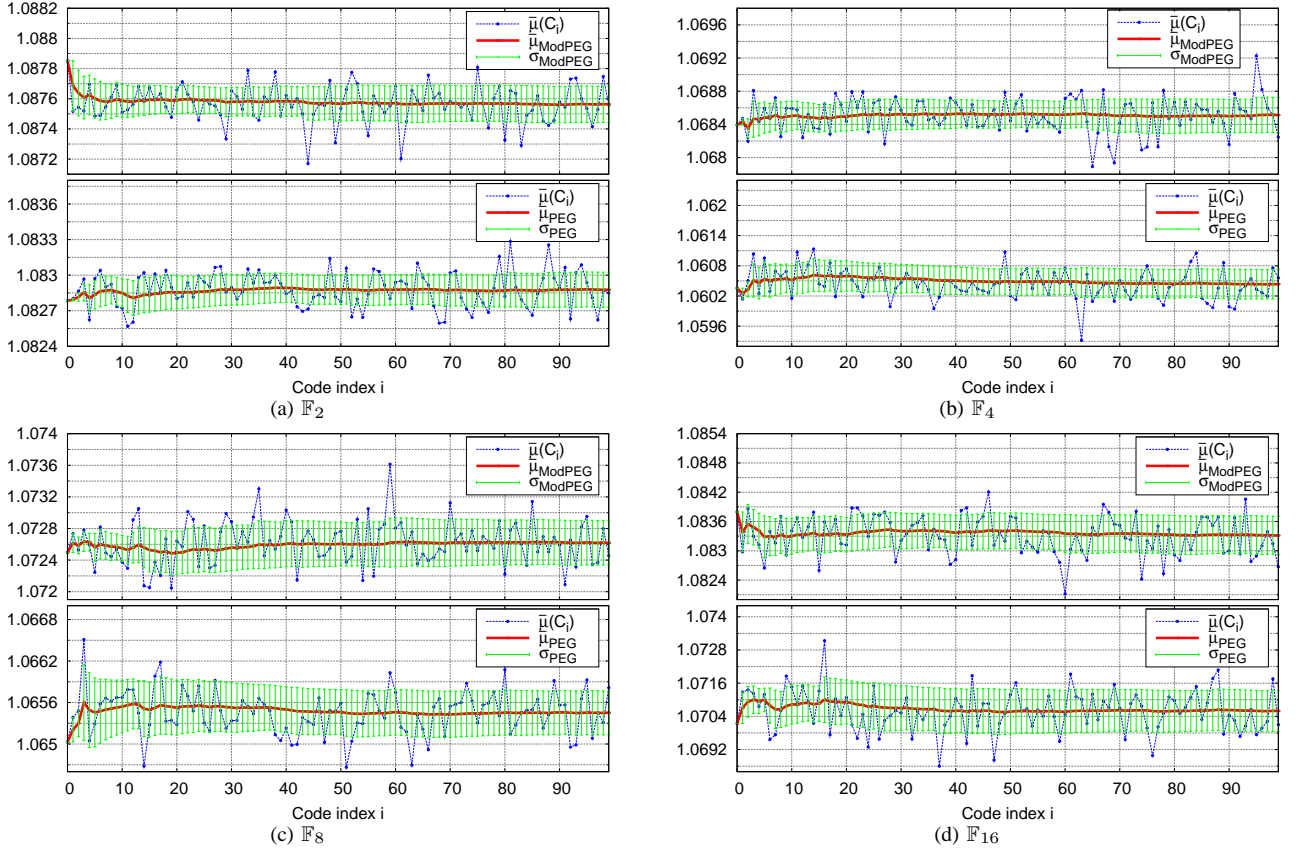 1.0882
1.088
1.0878
1.0876
1.0874
1.0872
μ̄(C_i)
μ̄_ModPEG
σ_ModPEG
1.0836
1.0833
1.083
1.0827
1.0824
μ̄(C_i)
μ̄_PEG
σ_PEG
0 10 20 30 40 50 60 70 80 90
Code index i
(a) 𝔽₂
1.0696
1.0692
1.0688
1.0684
1.068
μ̄(C_i)
μ̄_ModPEG
σ_ModPEG
1.062
1.0614
1.0608
1.0602
1.0596
μ̄(C_i)
μ̄_PEG
σ_PEG
0 10 20 30 40 50 60 70 80 90
Code index i
(b) 𝔽₄
1.074
1.0736
1.0732
1.0728
1.0724
1.072
μ̄(C_i)
μ̄_ModPEG
σ_ModPEG
1.0668
1.0662
1.0656
1.065
μ̄(C_i)
μ̄_PEG
σ_PEG
0 10 20 30 40 50 60 70 80 90
Code index i
(c) 𝔽₈
1.0854
1.0848
1.0842
1.0836
1.083
1.0824
μ̄(C_i)
μ̄_ModPEG
σ_ModPEG
1.074
1.0728
1.0716
1.0704
1.0692
μ̄(C_i)
μ̄_PEG
σ_PEG
0 10 20 30 40 50 60 70 80 90
Code index i
(d) 𝔽₁₆